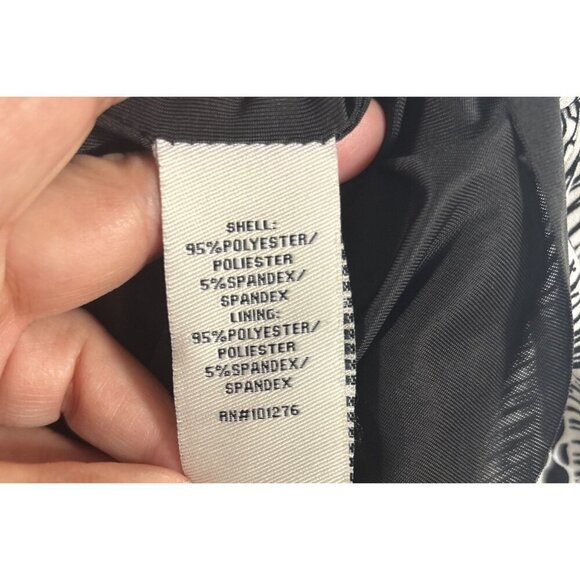 SHELL:
95%POLYESTER/
POLIESTER
5%SPANDEX/
SPANDEX
LINING:
95%POLYESTER/
POLIESTER
5%SPANDEX/
SPANDEX
RN#101276